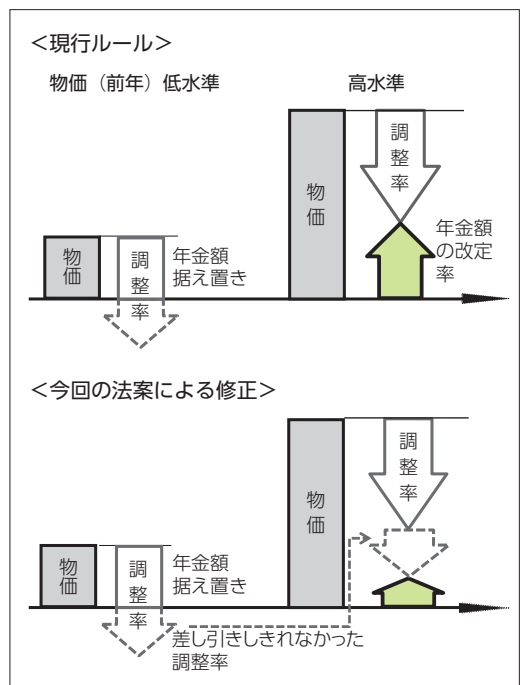 <現行ルール>
物価（前年）低水準
高水準
物価
調整率
年金額
据え置き
物価
調整率
年金額
の改定
率
<今回の法案による修正>
物価
調整率
年金額
据え置き
差し引きしきれなかった
調整率
物価
調整率